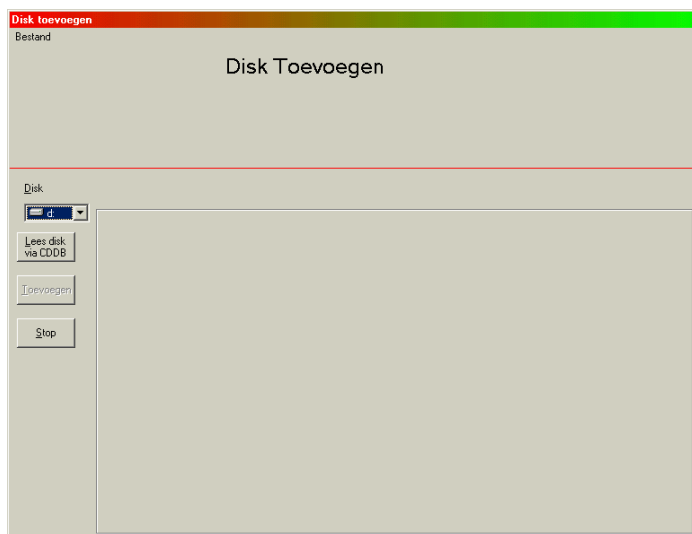 Disk toevoegen
Bestand
Disk Toevoegen
Disk
d:
Lees disk
via CDDB
Toevoegen
Stop